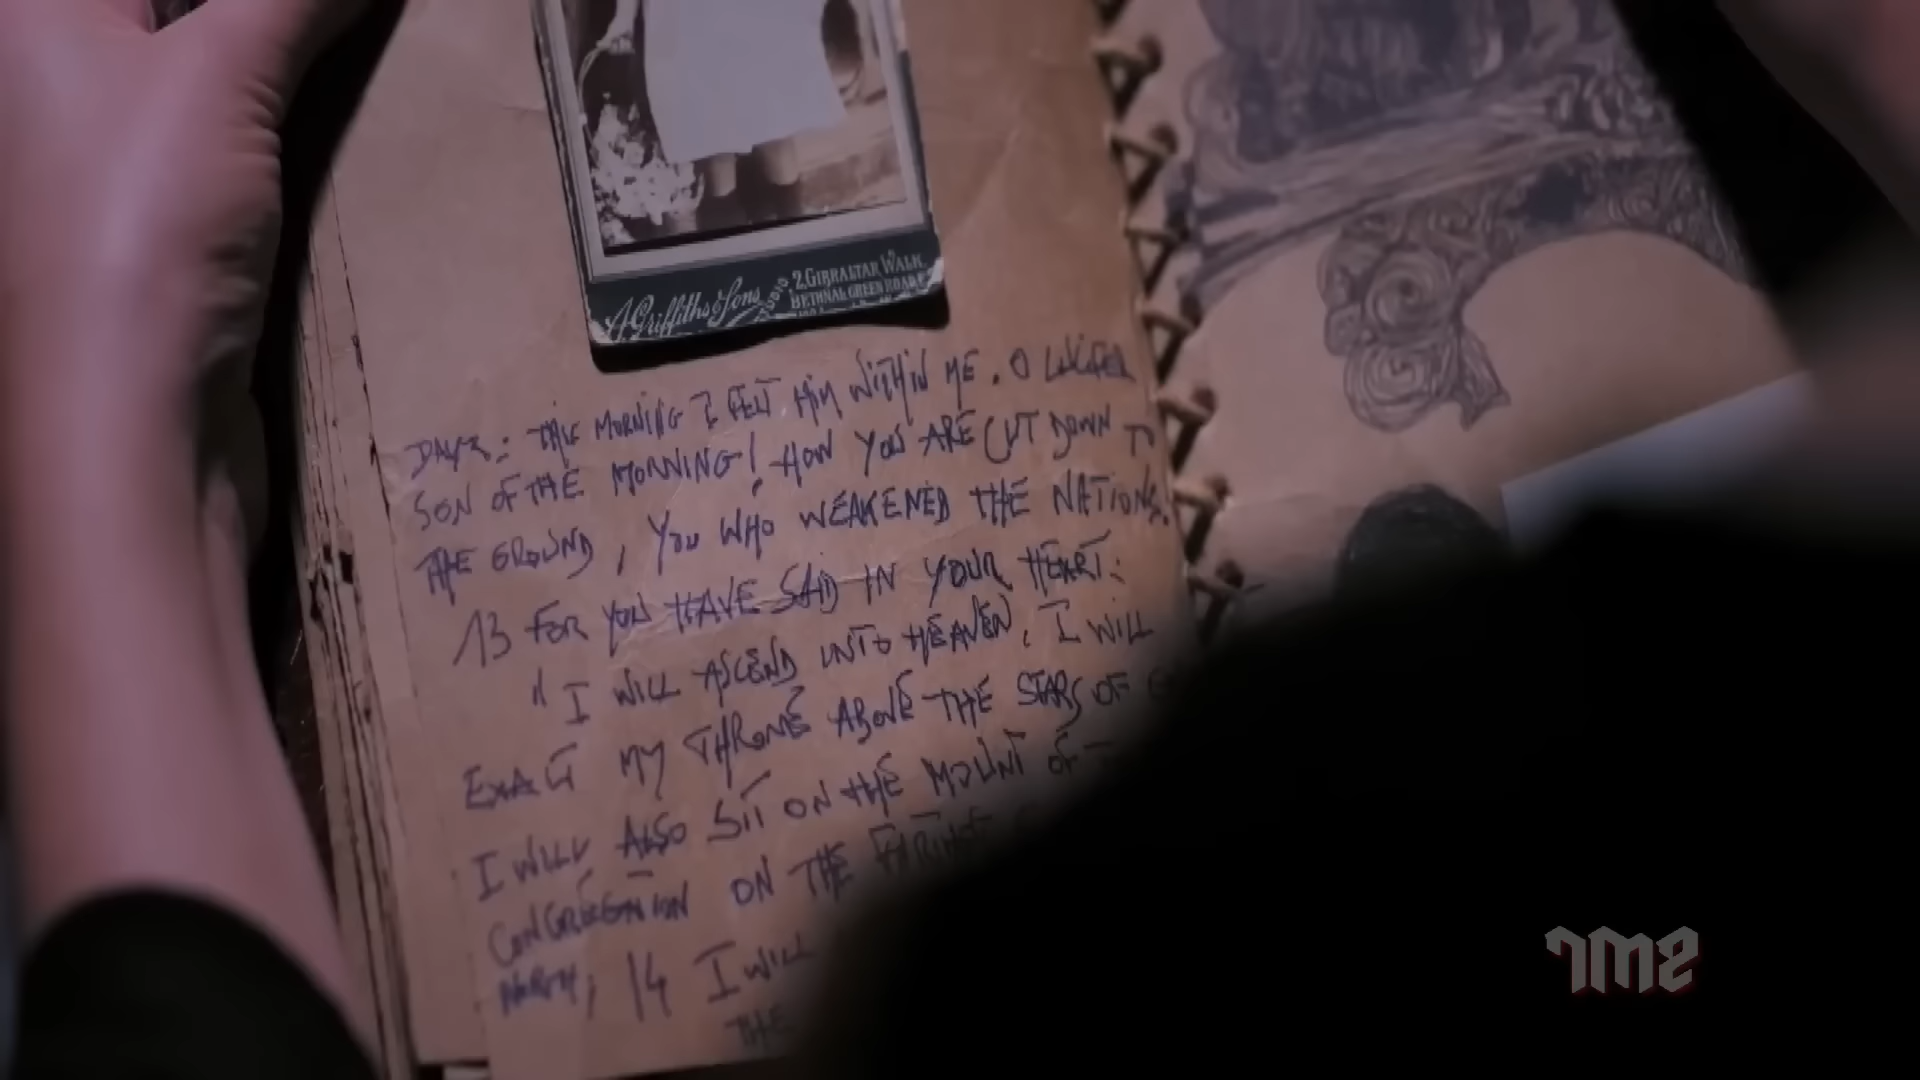 A. Griffiths & Sons
STUDIO
2, GIBRALTAR WALK
BETHNAL GREEN ROAD
THIS MORNING I FELT HIM WITHIN ME. O LUCIFER
SON OF THE MORNING! HOW YOU ARE CUT DOWN TO
THE GROUND, YOU WHO WEAKENED THE NATIONS.
13 FOR YOU HAVE SAID IN YOUR HEART:
"I WILL ASCEND UNTO HEAVEN, I WILL
EXALT MY THRONE ABOVE THE STARS OF
I WILL ALSO SIT ON THE MOUNT OF
CONGREGATION ON THE
NORTH; 14 I WILL
THE